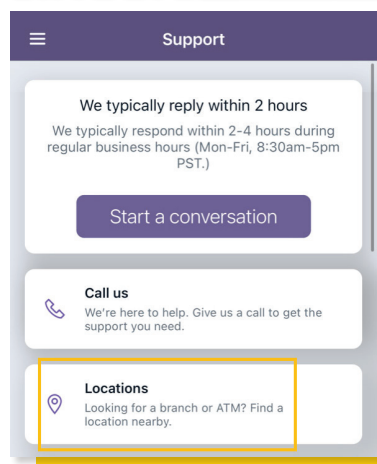 Support
We typically reply within 2 hours
We typically respond within 2-4 hours during
regular business hours (Mon-Fri, 8:30am-5pm
PST.)
Start a conversation
Call us
We're here to help. Give us a call to get the
support you need.
Locations
Looking for a branch or ATM? Find a
location nearby.